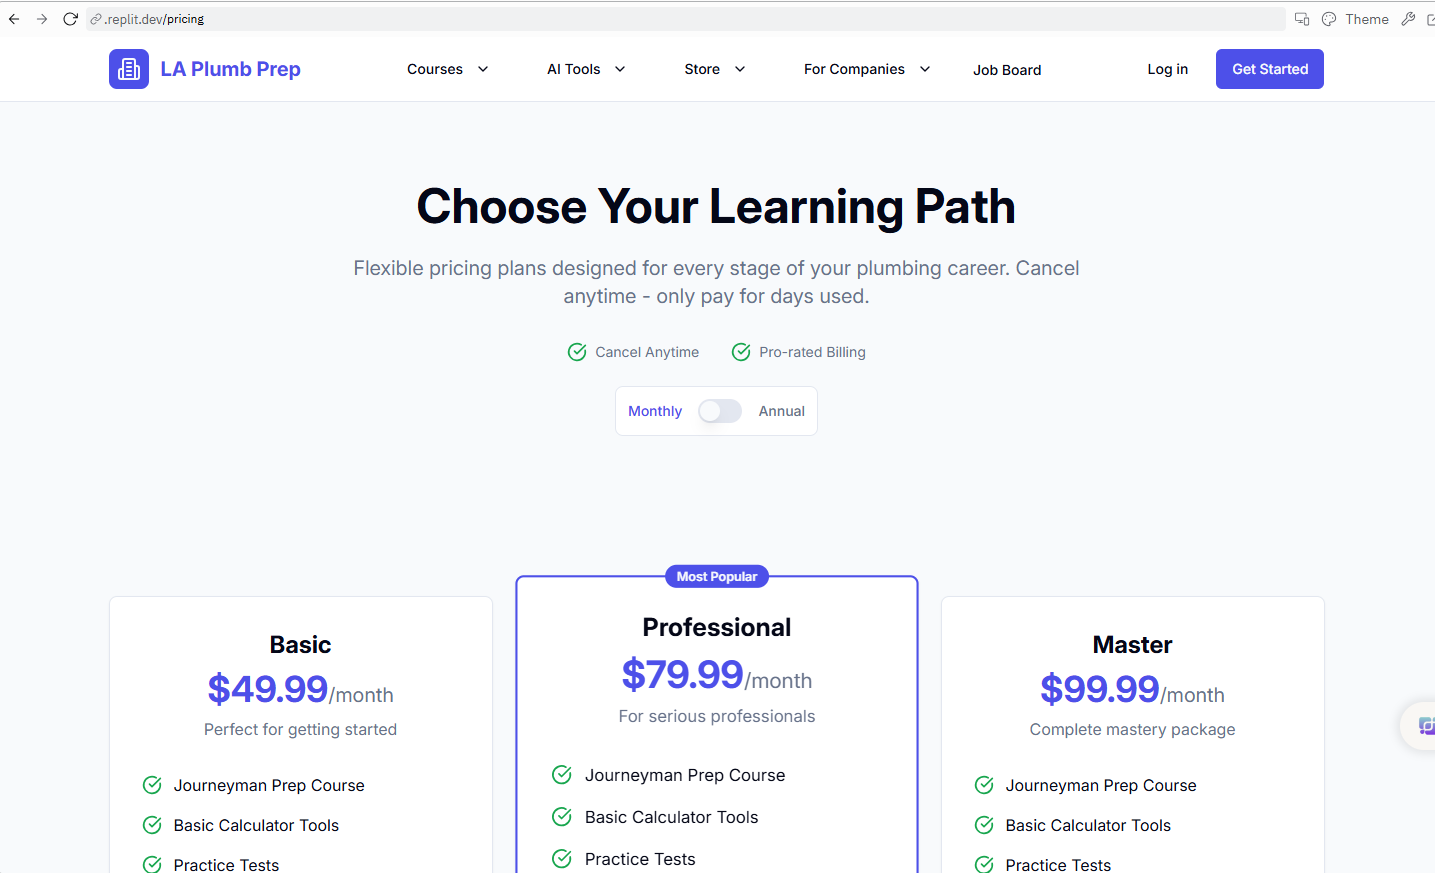 .replit.dev/pricing
Theme
LA Plumb Prep
Courses
AI Tools
Store
For Companies
Job Board
Log in
Get Started
Choose Your Learning Path
Flexible pricing plans designed for every stage of your plumbing career. Cancel
anytime - only pay for days used.
Cancel Anytime
Pro-rated Billing
Monthly
Annual
Basic
$49.99/month
Perfect for getting started
Journeyman Prep Course
Basic Calculator Tools
Practice Tests
Most Popular
Professional
$79.99/month
For serious professionals
Journeyman Prep Course
Basic Calculator Tools
Practice Tests
Master
$99.99/month
Complete mastery package
Journeyman Prep Course
Basic Calculator Tools
Practice Tests